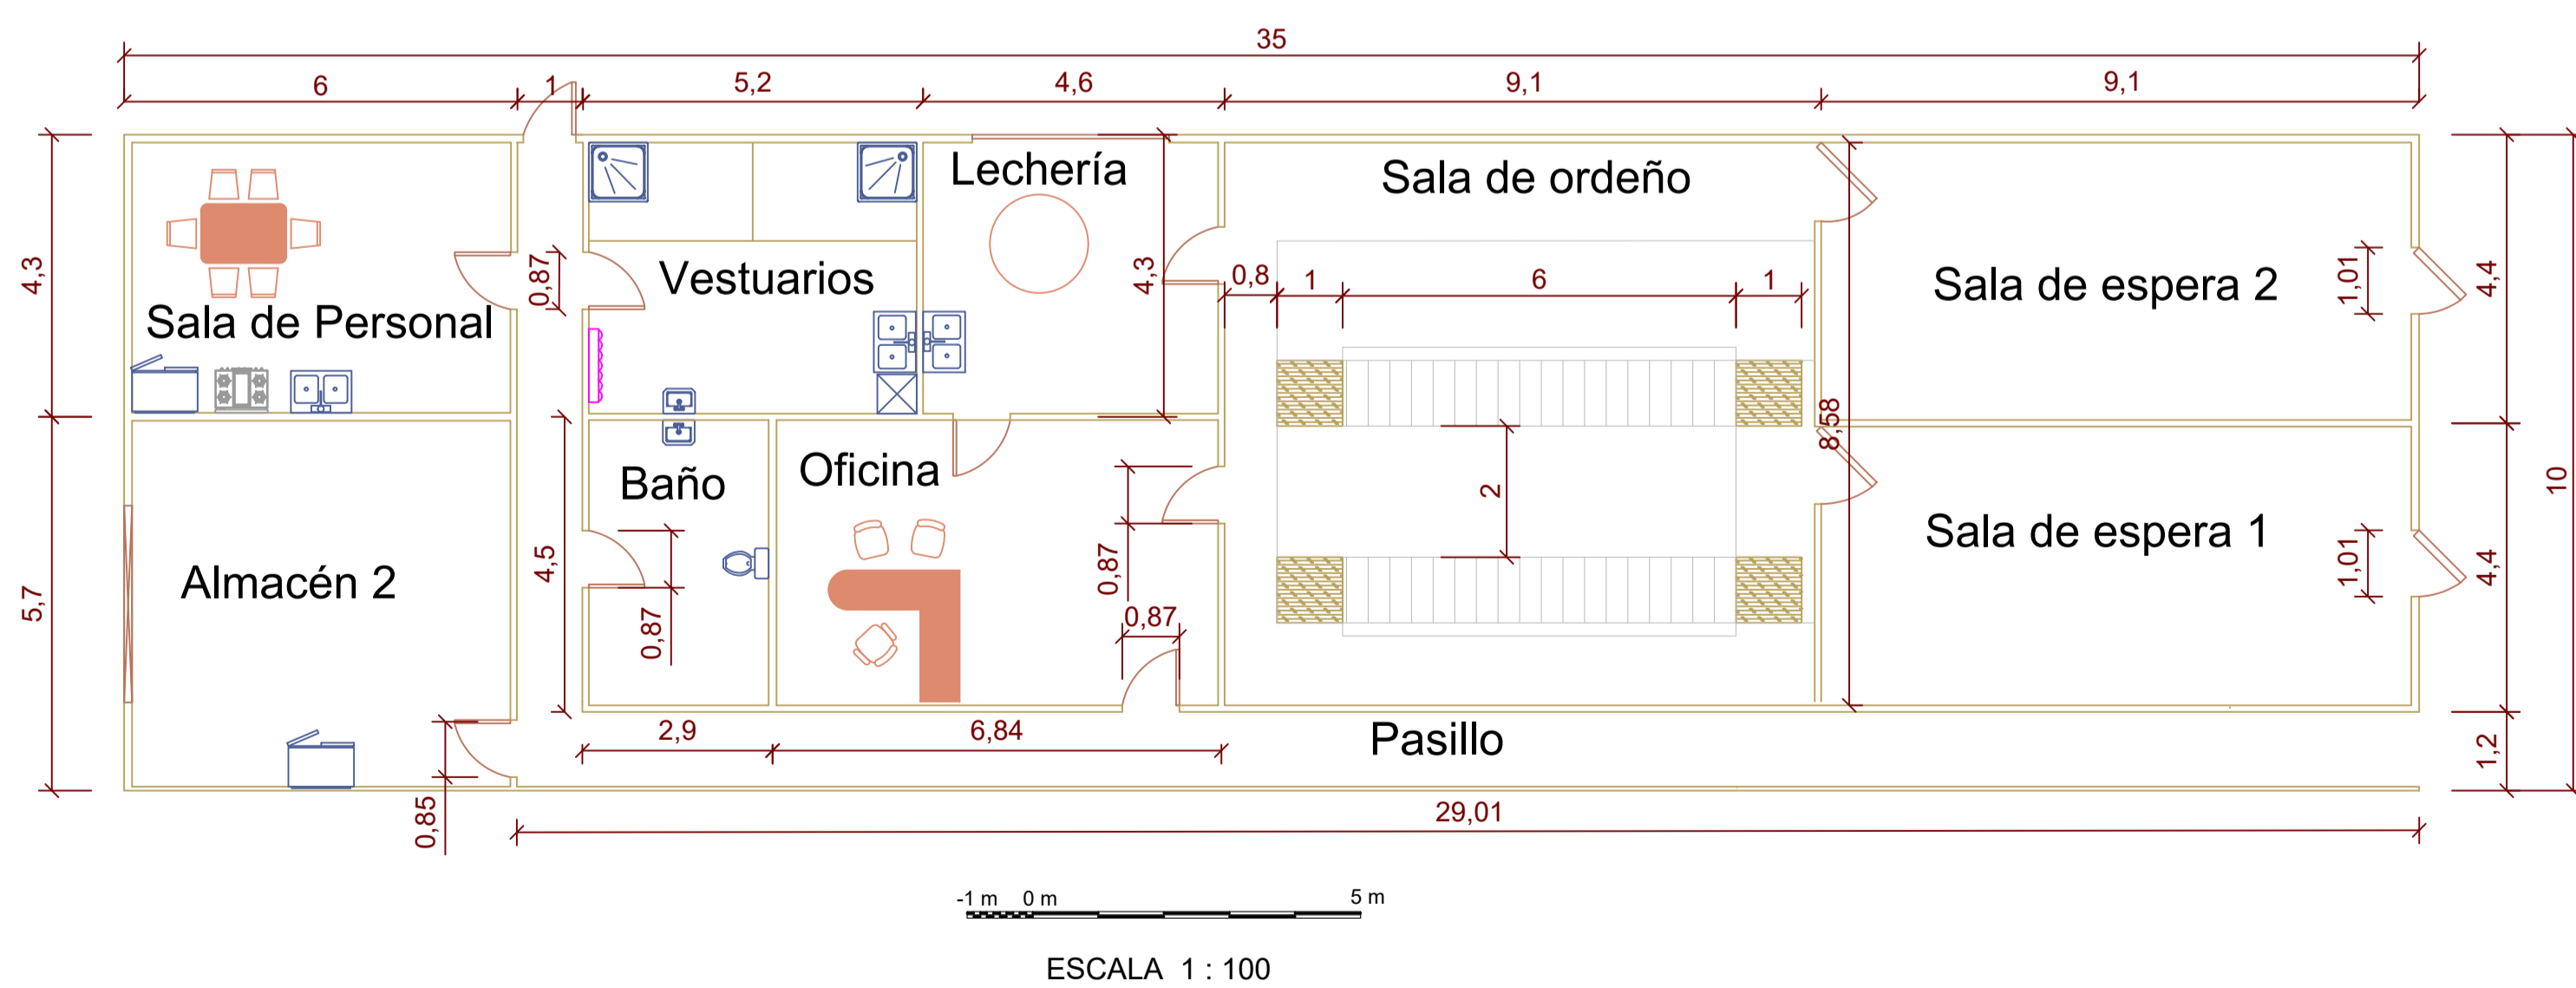 35
6
1
5,2
4,6
9,1
9,1
Lechería
Sala de ordeño
4,3
0,87
Vestuarios
4,3
0,8
1
6
1
Sala de espera 2
1,01
4,4
Sala de Personal
8,58
10
Baño
Oficina
2
Sala de espera 1
Almacén 2
5,7
4,5
0,87
0,87
0,87
1,01
4,4
2,9
6,84
Pasillo
1,2
0,85
29,01
-1 m 0 m 5 m
ESCALA 1 : 100